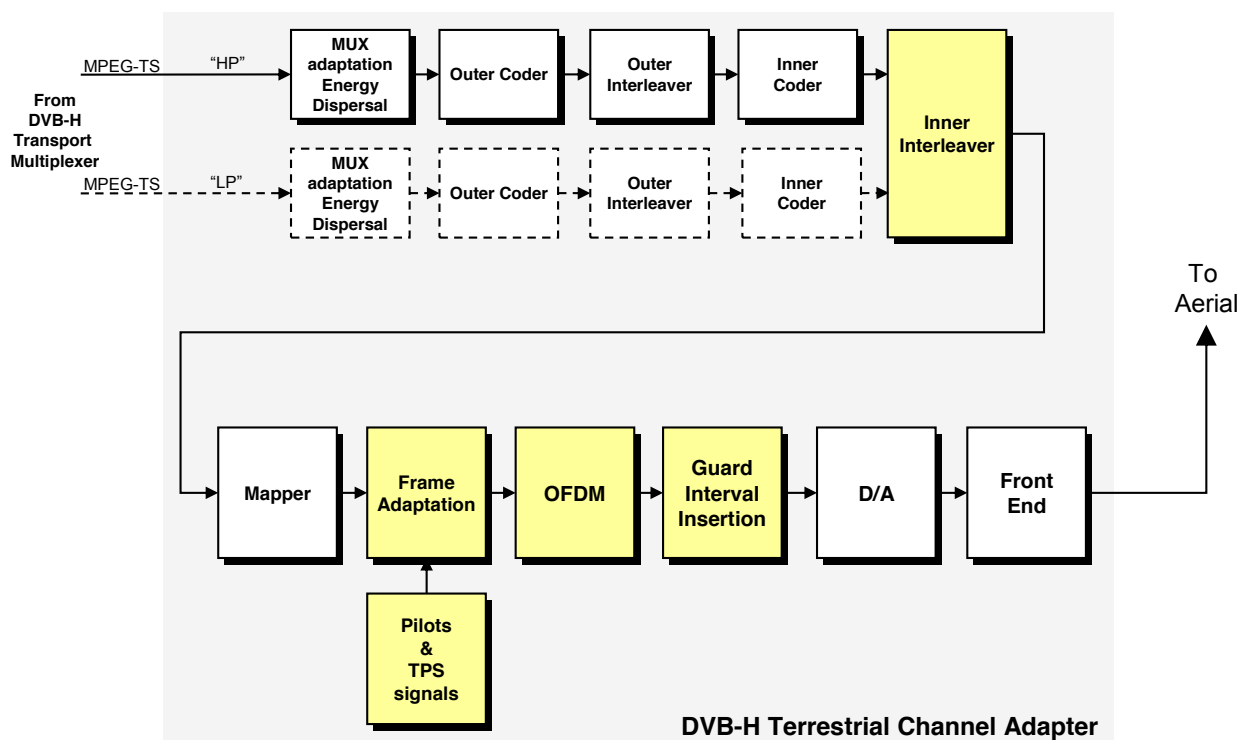 MPEG-TS
“HP”
From
DVB-H
Transport
Multiplexer
MPEG-TS
“LP”
MUX
adaptation
Energy
Dispersal
Outer Coder
Outer
Interleaver
Inner
Coder
Inner
Interleaver
MUX
adaptation
Energy
Dispersal
Outer Coder
Outer
Interleaver
Inner
Coder
To
Aerial
Mapper
Frame
Adaptation
OFDM
Guard
Interval
Insertion
D/A
Front
End
Pilots
&
TPS
signals
DVB-H Terrestrial Channel Adapter